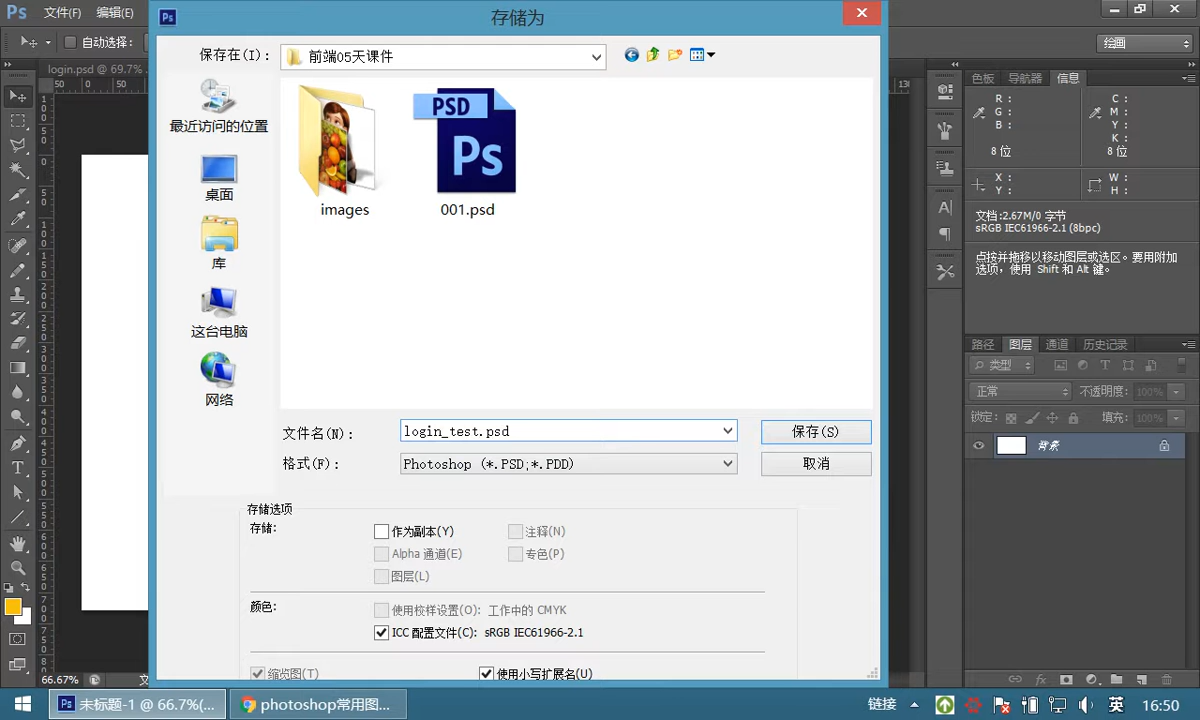 Ps 文件(F) 编辑(E)
存储为
自动选择:
绘画
保存在(I): 前端05天课件
login.psd @ 69.7%
50 0 50
色板 导航器 信息
R: C:
G: M:
B: Y:
K:
8 位 8 位
X: W:
Y: H:
文档:2.67M/0 字节
sRGB IEC61966-2.1 (8bpc)
点按并拖移以移动图层或选区。要用附加
选项，使用 Shift 和 Alt 键。
最近访问的位置
桌面
库
这台电脑
网络
PSD
Ps
images
001.psd
文件名(N): login_test.psd 保存(S)
格式(F): Photoshop (*.PSD;*.PDD) 取消
存储选项
存储:
作为副本(Y) 注释(N)
Alpha 通道(E) 专色(P)
图层(L)
颜色:
使用校样设置(O): 工作中的 CMYK
ICC 配置文件(C): sRGB IEC61966-2.1
缩览图(T) 使用小写扩展名(U)
路径 图层 通道 历史记录
类型
正常 不透明度: 100%
锁定: 填充: 100%
背景
66.67%
未标题-1 @ 66.7%(... photoshop常用图... 链接 英 16:50